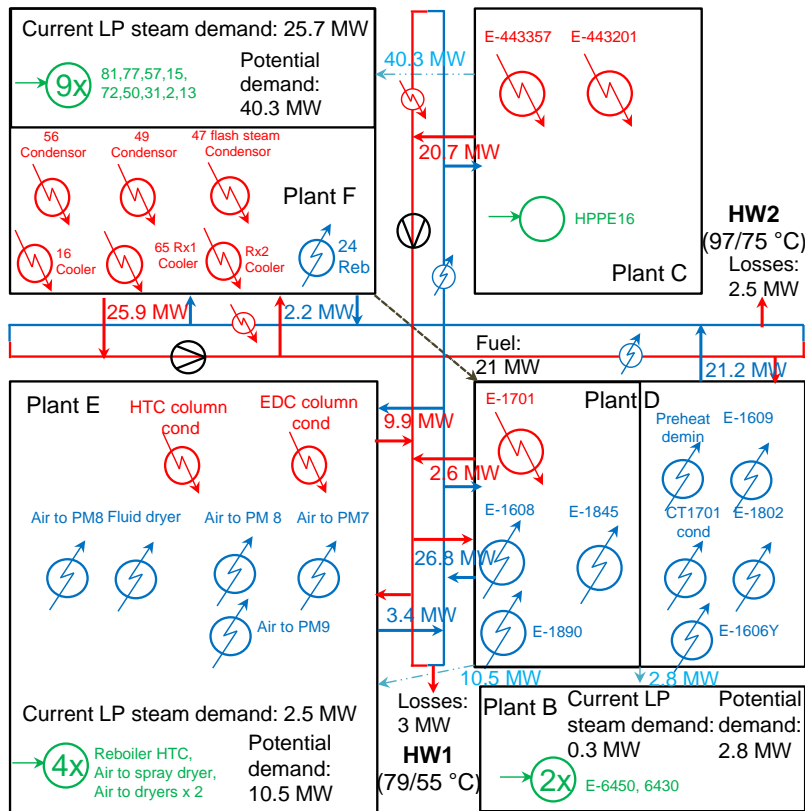 Current LP steam demand: 25.7 MW
81,77,57,15,
72,50,31,2,13
9x
Potential
demand:
40.3 MW
40.3 MW
E-443357
E-443201
56
Condensor
49
Condensor
47 flash steam
Condensor
Plant F
16
Cooler
65 Rx1
Cooler
Rx2
Cooler
24
Reb
20.7 MW
HPPE16
Plant C
HW2
(97/75 °C)
Losses:
2.5 MW
25.9 MW
2.2 MW
Fuel:
21 MW
21.2 MW
Plant E
HTC column
cond
EDC column
cond
9.9 MW
2.6 MW
Air to PM8
Fluid dryer
Air to PM 8
Air to PM7
Air to PM9
26.8 MW
3.4 MW
Plant D
E-1701
E-1608
E-1845
E-1890
Preheat
demin
E-1609
CT1701
cond
E-1802
E-1606Y
10.5 MW
2.8 MW
Current LP steam demand: 2.5 MW
4x
Reboiler HTC,
Air to spray dryer,
Air to dryers x 2
Potential
demand:
10.5 MW
Losses:
3 MW
HW1
(79/55 °C)
Plant B
Current LP
steam demand:
0.3 MW
Potential
demand:
2.8 MW
2x
E-6450, 6430